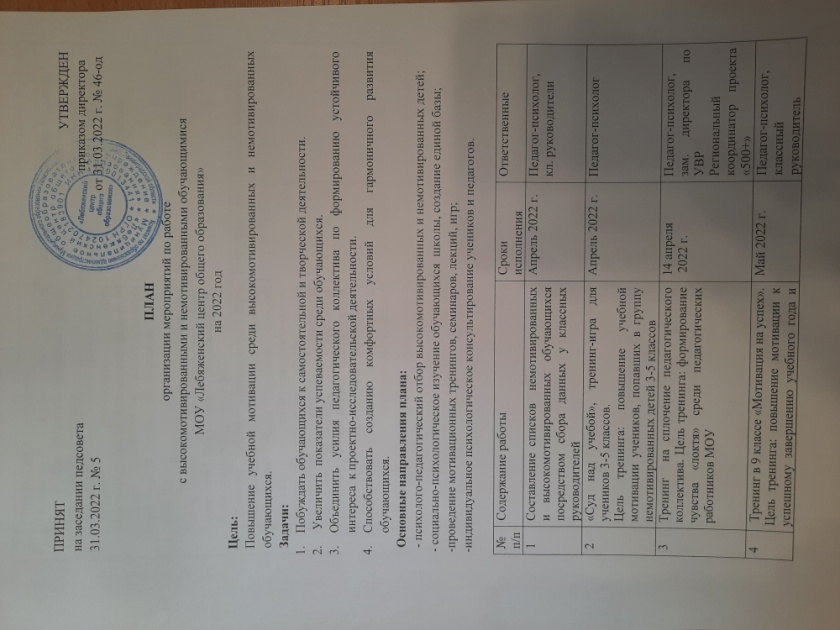 ПРИНЯТ
на заседании педсовета
31.03.2022 г. № 5
УТВЕРЖДЕН
приказом директора
от 31.03.2022 г. № 46-од
ПЛАН
организации мероприятий по работе
с высокомотивированными и немотивированными обучающимися
МОУ «Лебяженский центр общего образования»
на 2022 год
Цель:
Повышение учебной мотивации среди высокомотивированных и немотивированных
обучающихся.
Задачи:
1. Побуждать обучающихся к самостоятельной и творческой деятельности.
2. Увеличить показатели успеваемости среди обучающихся.
3. Объединить усилия педагогического коллектива по формированию устойчивого
интереса к проектно-исследовательской деятельности.
4. Способствовать созданию комфортных условий для гармоничного развития
обучающихся.
Основные направления плана:
- психолого-педагогический отбор высокомотивированных и немотивированных детей;
- социально-психологическое изучение обучающихся школы, создание единой базы;
-проведение мотивационных тренингов, семинаров, лекций, игр;
-индивидуальное психологическое консультирование учеников и педагогов.
№
п/п
Содержание работы
Сроки
исполнения
Ответственные
1
Составление списков немотивированных
и высокомотивированных обучающихся
посредством сбора данных у классных
руководителей
Апрель 2022 г.
Педагог-психолог,
кл. руководители
2
«Суд над учебой», тренинг-игра для
учеников 3-5 классов.
Цель тренинга: повышение учебной
мотивации учеников, попавших в группу
немотивированных детей 3-5 классов
Апрель 2022 г.
Педагог-психолог
3
Тренинг на сплочение педагогического
коллектива. Цель тренинга: формирование
чувства «локтя» среди педагогических
работников МОУ
14 апреля
2022 г.
Педагог-психолог,
зам. директора по
УВР
Региональный
координатор проекта
«500+»
4
Тренинг в 9 классе «Мотивация на успех».
Цель тренинга: повышение мотивации к
успешному завершению учебного года и
Май 2022 г.
Педагог-психолог,
классный
руководитель